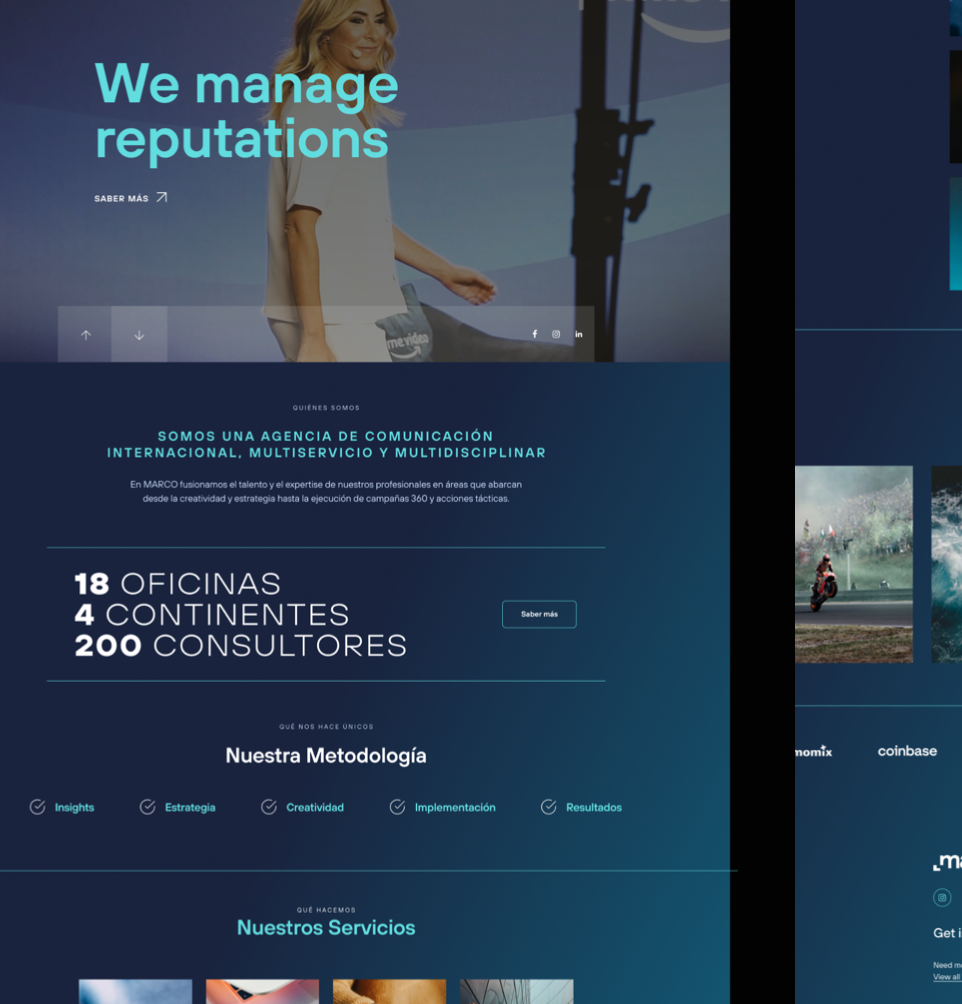 We manage
reputations
SABER MÁS
me video
f
in
QUIÉNES SOMOS
SOMOS UNA AGENCIA DE COMUNICACIÓN
INTERNACIONAL, MULTISERVICIO Y MULTIDISCIPLINAR
En MARCO fusionamos el talento y el expertise de nuestros profesionales en áreas que abarcan
desde la creatividad y estrategia hasta la ejecución de campañas 360 y acciones tácticas.
18 OFICINAS
4 CONTINENTES
200 CONSULTORES
Saber más
QUÉ NOS HACE ÚNICOS
Nuestra Metodología
Insights
Estrategia
Creatividad
Implementación
Resultados
QUÉ HACEMOS
Nuestros Servicios
nomix
coinbase
.ma
Get i
Need m
View all